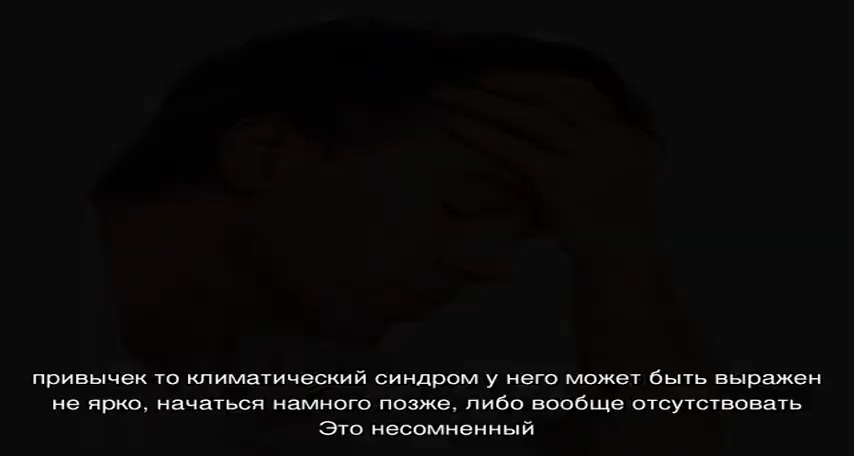 привычек то климатический синдром у него может быть выражен
не ярко, начаться намного позже, либо вообще отсутствовать
Это несомненный